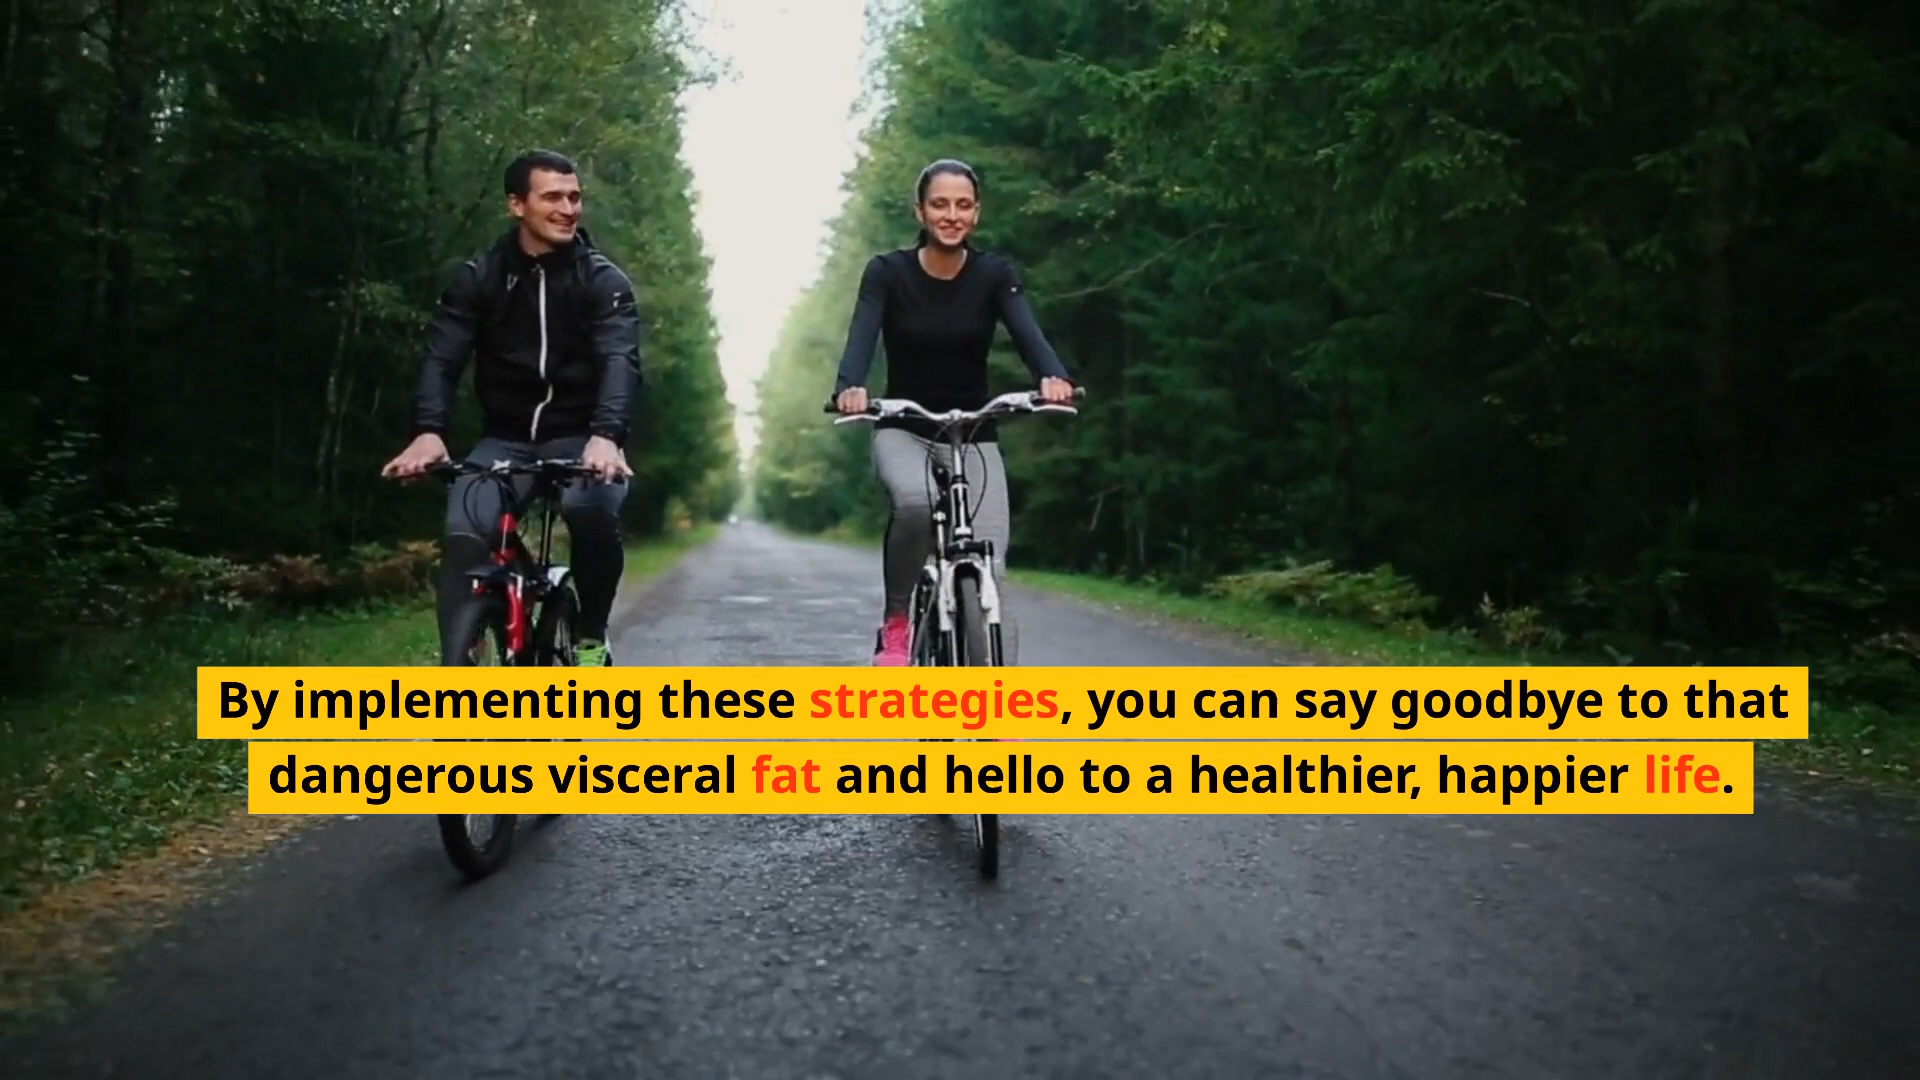 By implementing these strategies, you can say goodbye to that
dangerous visceral fat and hello to a healthier, happier life.